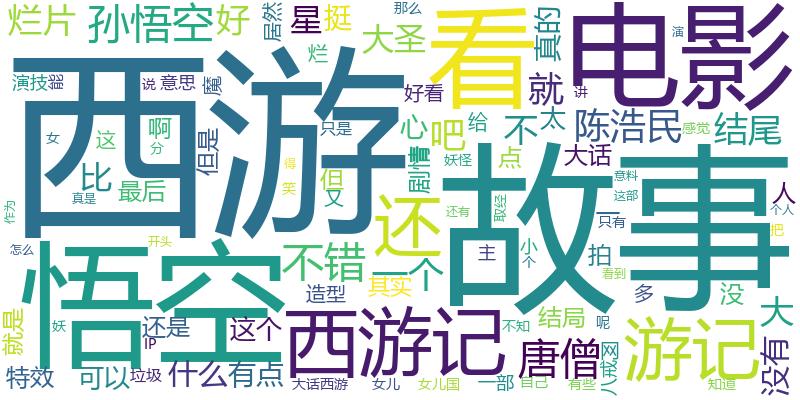 烂片
孙悟空
好
居然
星
挺
那么
看
真的
电影
演
大圣
烂
西游
演技
能
说
意思
魔
好看
就
讲
女
这
啊
分
但是
只是
心
吧
给
不
太
陈浩民
感觉
结尾
比
真是
最后
得
笑
但
又
剧情
妖怪
点
大话
意料
这部
人
个人
作为
还
还有
取经
故事
只有
把
怎么
开头
悟空
不错
一个
主
小
个
拍
看到
造型
其实
多
没
大
就是
妖
还是
IP
这个
西游记
不知
结局
呢
游记
没有
特效
可以
垃圾
什么
有点
大话西游
女儿
女儿国
一部
唐僧
自己
有些
八戒
网
知道